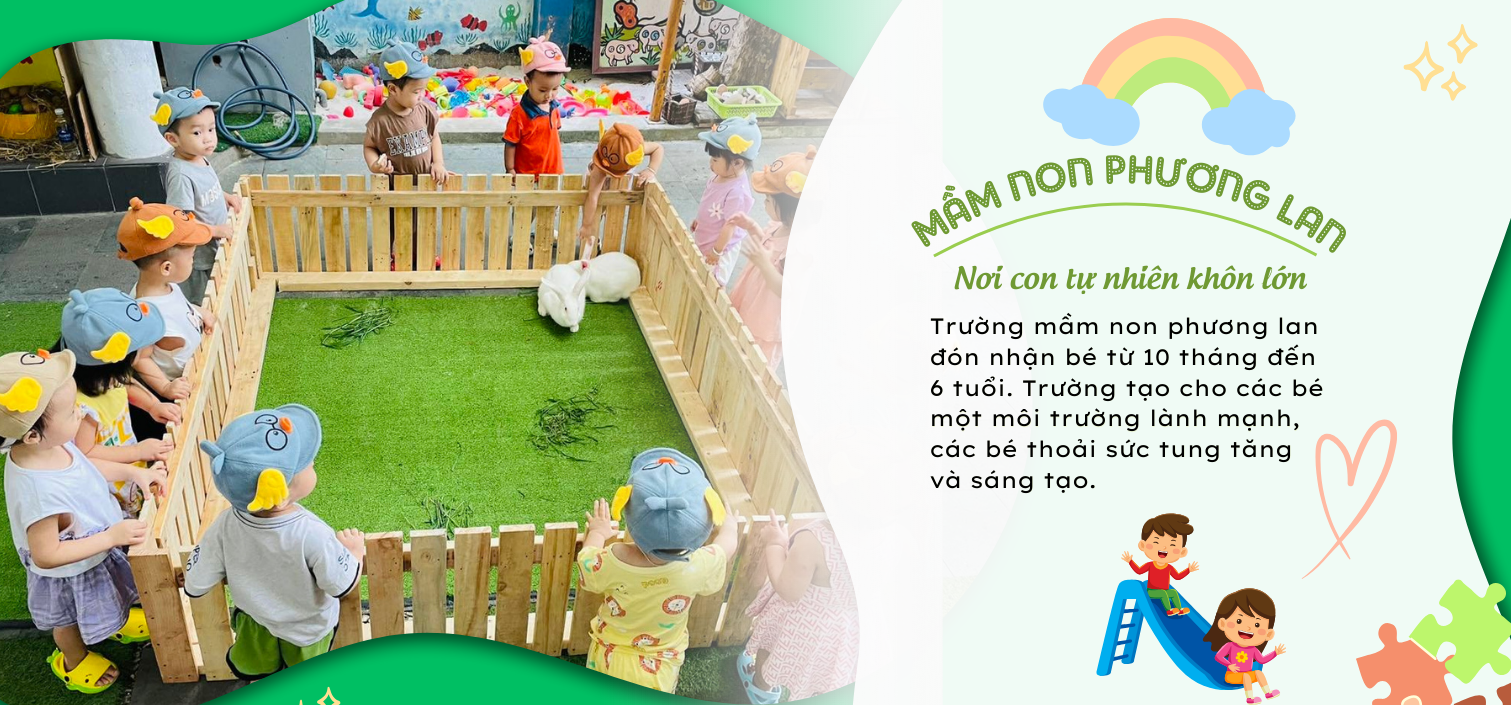 MẦM NON PHƯƠNG LAN
Nơi con tự nhiên khôn lớn
Trường mầm non phương lan
đón nhận bé từ 10 tháng đến
6 tuổi. Trường tạo cho các bé
một môi trường lành mạnh,
các bé thoải sức tung tăng
và sáng tạo.